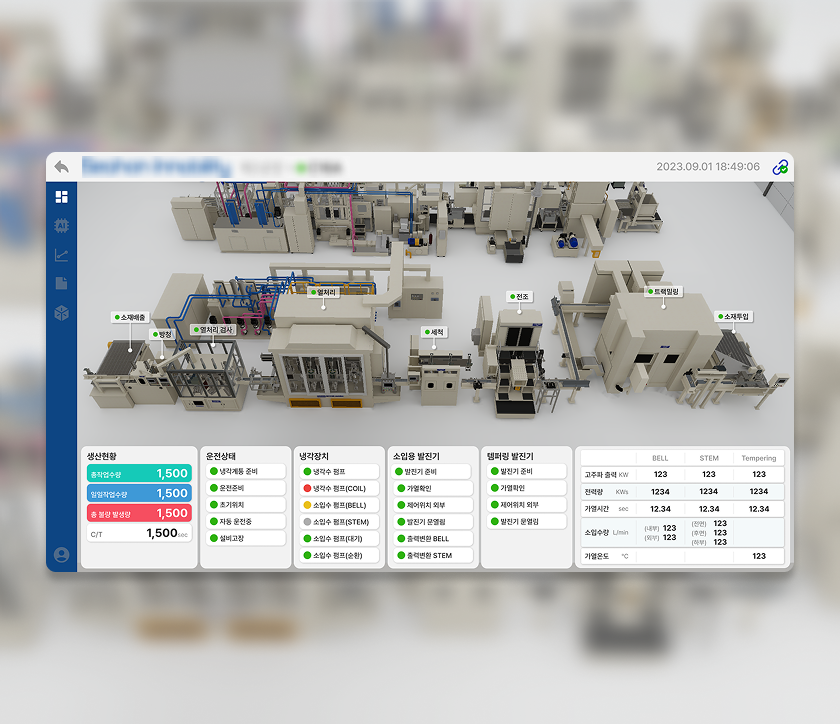 2023.09.01 18:49:06
AI
열처리
전조
트랙밀링
소재배출
방청
열처리 검사
세척
소재투입
생산현황
총작업수량 1,500
일일작업수량 1,500
총 불량 발생량 1,500
C/T 1,500sec
운전상태
냉각계통 준비
운전준비
초기위치
자동 운전중
설비고장
냉각장치
냉각수 펌프
냉각수 펌프(COIL)
소입수 펌프(BELL)
소입수 펌프(STEM)
소입수 펌프(대기)
소입수 펌프(순환)
소입용 발진기
발진기 준비
가열확인
제어위치 외부
발진기 문열림
출력변환 BELL
출력변환 STEM
템퍼링 발진기
발진기 준비
가열확인
제어위치 외부
발진기 문열림
BELL STEM Tempering
고주파 출력 KW 123 123 123
전력량 KWs 1234 1234 1234
가열시간 sec 12.34 12.34 12.34
소입수량 L/min (내부) 123 (외부) 123 (전면) 123 (후면) 123 (하부) 123
가열온도 °C 123